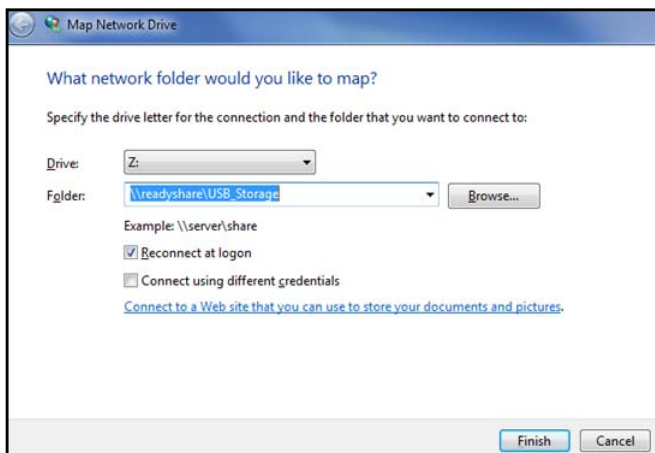 Map Network Drive
What network folder would you like to map?
Specify the drive letter for the connection and the folder that you want to connect to:
Drive: Z:
Folder: \\readyshare\USB_Storage Browse...
Example: \\server\share
Reconnect at logon
Connect using different credentials
Connect to a Web site that you can use to store your documents and pictures.
Finish Cancel